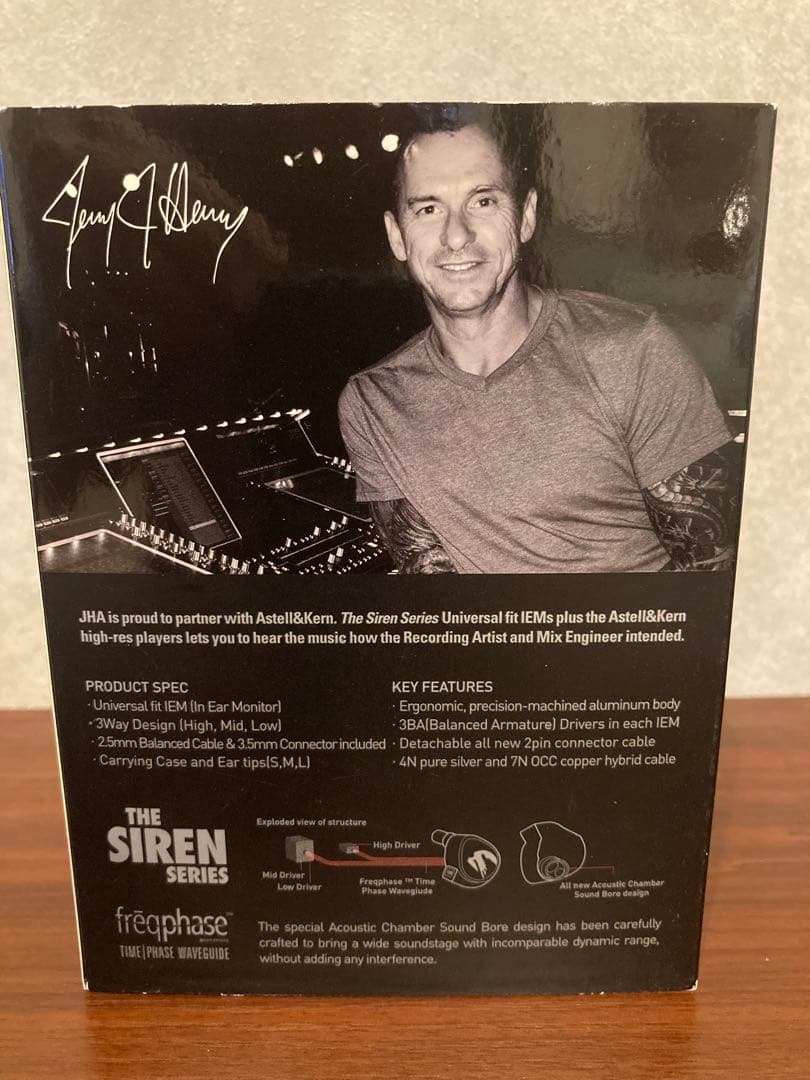 Jerry J Harvey
JHA is proud to partner with Astell&Kern. The Siren Series Universal fit IEMs plus the Astell&Kern
high-res players lets you to hear the music how the Recording Artist and Mix Engineer intended.
PRODUCT SPEC
· Universal fit IEM (In Ear Monitor)
· 3Way Design (High, Mid, Low)
· 2.5mm Balanced Cable & 3.5mm Connector included
· Carrying Case and Ear tips(S,M,L)
KEY FEATURES
· Ergonomic, precision-machined aluminum body
· 3BA(Balanced Armature) Drivers in each IEM
· Detachable all new 2pin connector cable
· 4N pure silver and 7N OCC copper hybrid cable
THE
SIREN
SERIES
Exploded view of structure
High Driver
Mid Driver
Low Driver
Freqphase ™ Time
Phase Wavegiude
All new Acoustic Chamber
Sound Bore design
frēqphase™
TIME|PHASE WAVEGUIDE
The special Acoustic Chamber Sound Bore design has been carefully
crafted to bring a wide soundstage with incomparable dynamic range,
without adding any interference.